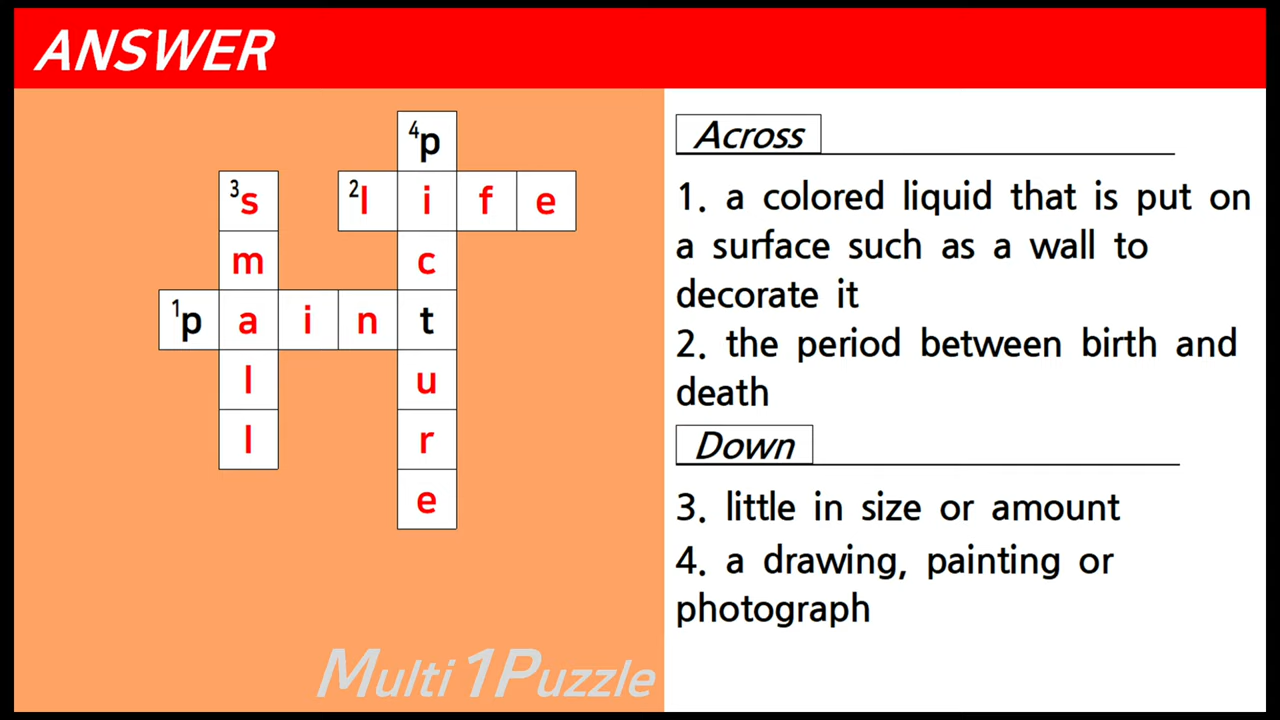 ANSWER
4p
3s 2l i f e
m c
1p a i n t
l u
l r
e
Across
1. a colored liquid that is put on
a surface such as a wall to
decorate it
2. the period between birth and
death
Down
3. little in size or amount
4. a drawing, painting or
photograph
Multi 1Puzzle